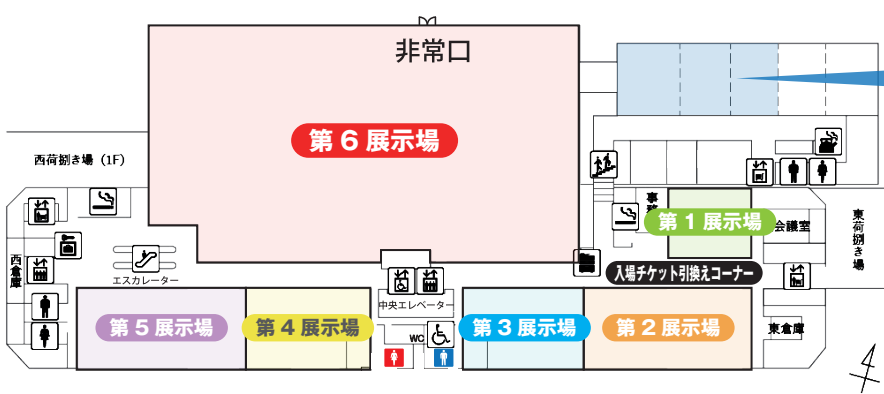 非常口
第6展示場
西荷捌き場（1F）
事務
第1展示場
会議室
東荷捌き場
西倉庫
エスカレーター
入場チケット引換えコーナー
中央エレベーター
第5展示場
第4展示場
WC
第3展示場
第2展示場
東倉庫